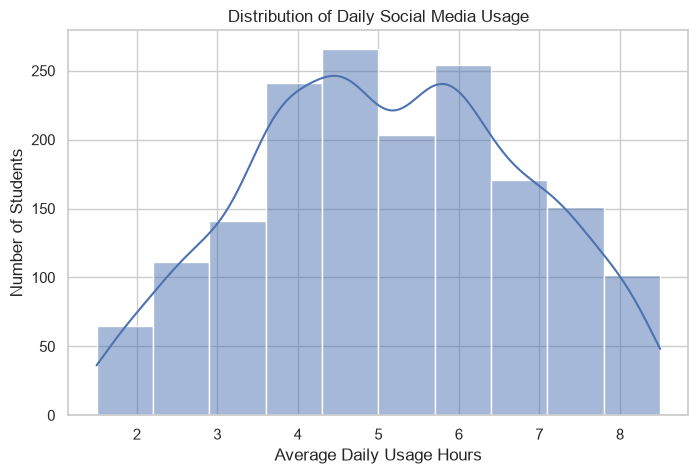 Distribution of Daily Social Media Usage
Number of Students
250
200
150
100
50
0
2 3 4 5 6 7 8
Average Daily Usage Hours